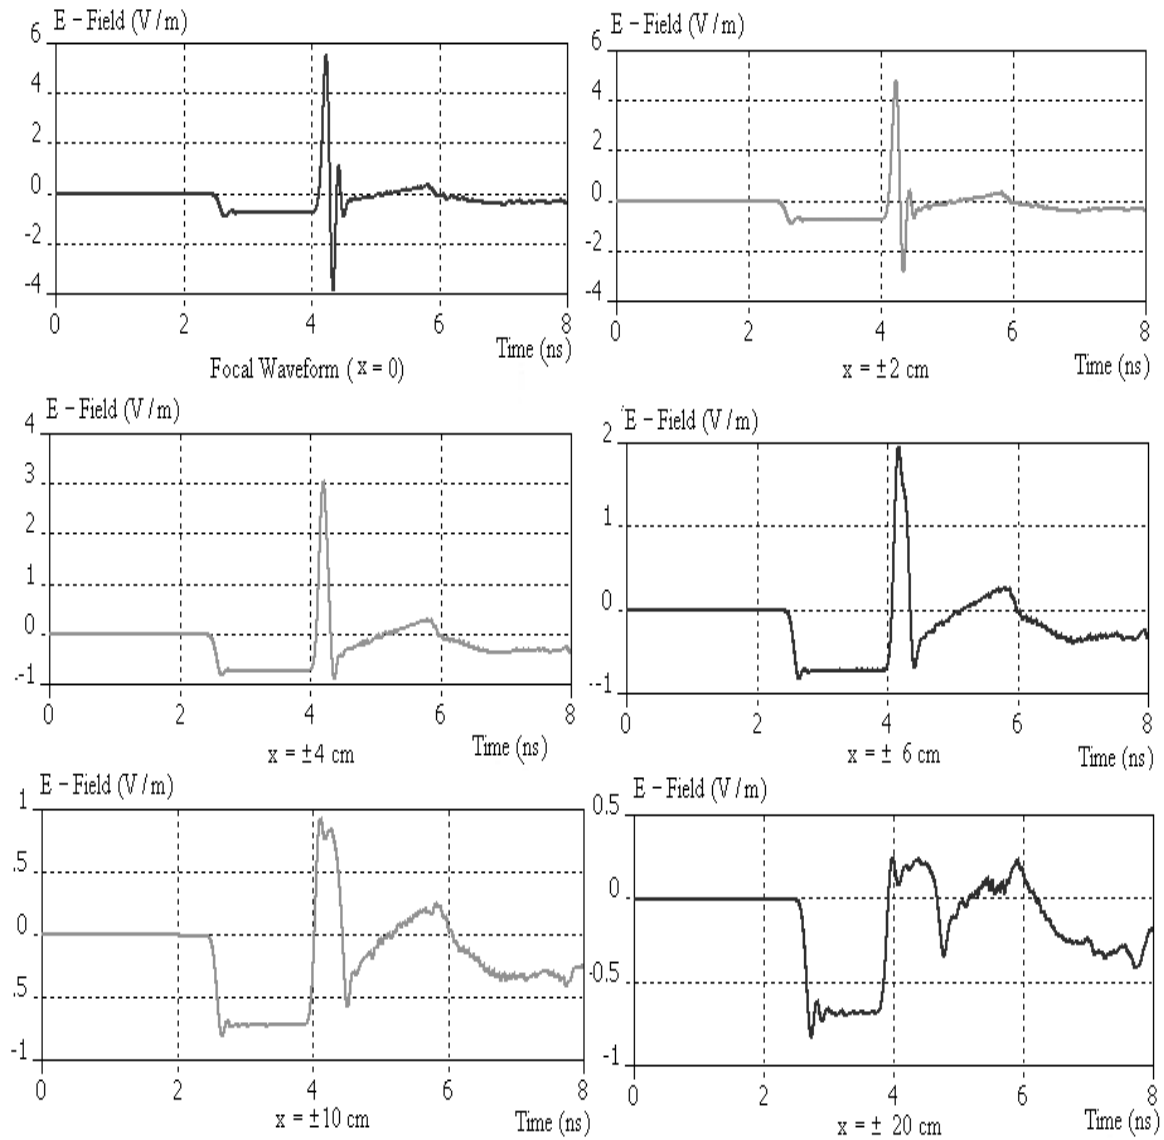 E - Field (V / m)
6
4
2
0
-2
-4
0 2 4 6 8
Time (ns)
Focal Waveform ( x = 0)
E - Field (V / m)
6
4
2
0
-2
-4
0 2 4 6 8
Time (ns)
x = ±2 cm
E - Field (V / m)
4
3
2
1
0
-1
0 2 4 6 8
Time (ns)
x = ±4 cm
E - Field (V / m)
2
1
0
-1
0 2 4 6 8
Time (ns)
x = ± 6 cm
E - Field (V / m)
1
.5
0
.5
-1
0 2 4 6 8
Time (ns)
x = ±10 cm
E - Field (V / m)
0.5
0
-0.5
-1
0 2 4 6 8
Time (ns)
x = ± 20 cm